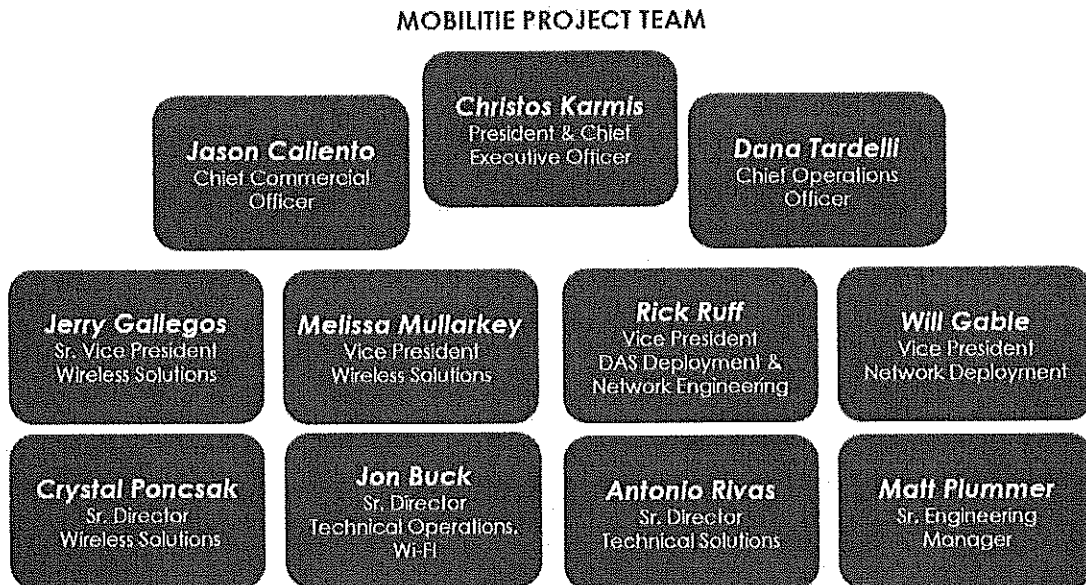 MOBILITIE PROJECT TEAM
Christos Karmis
President & Chief
Executive Officer
Jason Caliento
Chief Commercial
Officer
Dana Tardelli
Chief Operations
Officer
Jerry Gallegos
Sr. Vice President
Wireless Solutions
Melissa Mullarkey
Vice President
Wireless Solutions
Rick Ruff
Vice President
DAS Deployment &
Network Engineering
Will Gable
Vice President
Network Deployment
Crystal Poncsak
Sr. Director
Wireless Solutions
Jon Buck
Sr. Director
Technical Operations,
Wi-Fi
Antonio Rivas
Sr. Director
Technical Solutions
Matt Plummer
Sr. Engineering
Manager